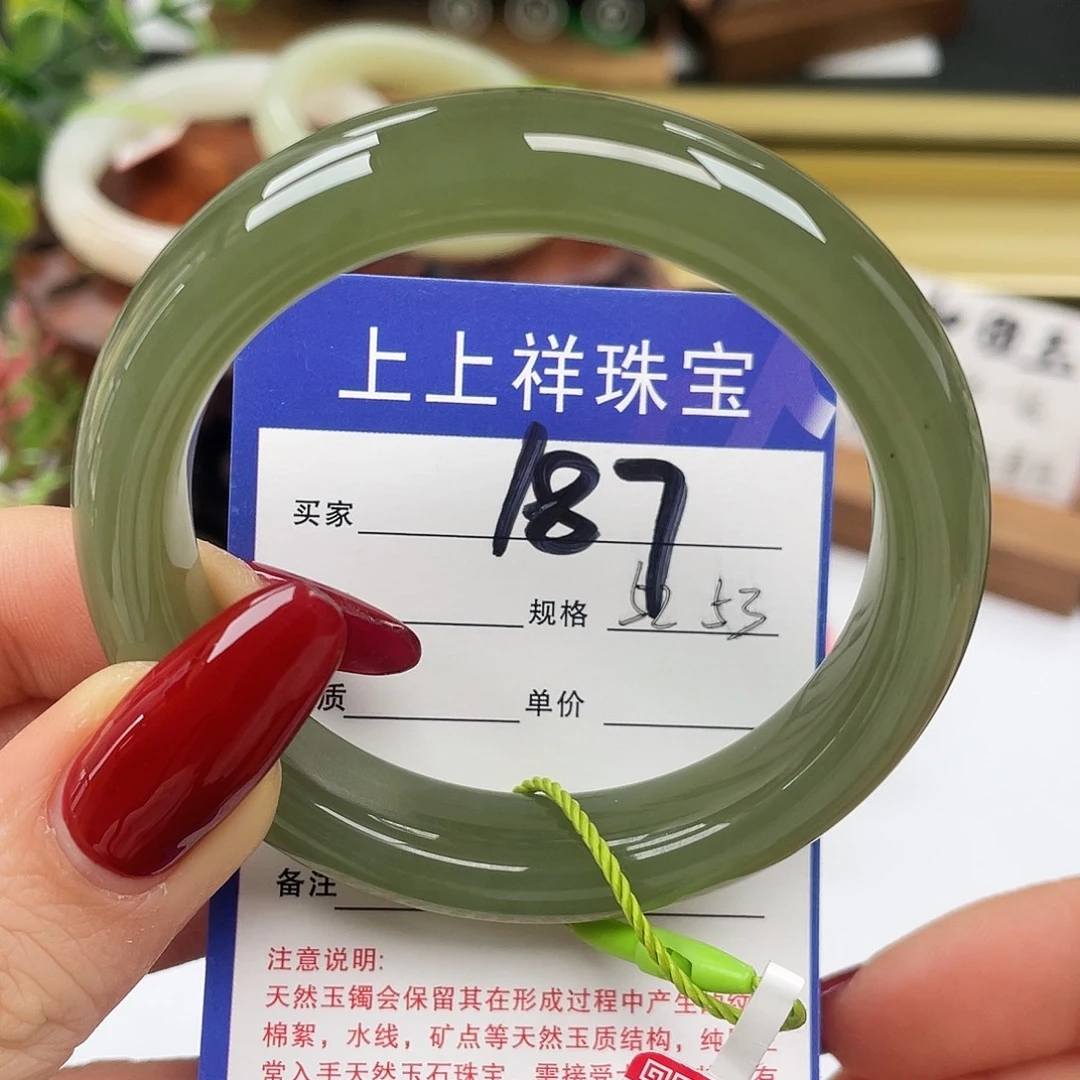 上上祥珠宝
187
买家
规格 52 53
质 单价
备注
注意说明:
天然玉镯会保留其在形成过程中产生
棉絮，水线，矿点等天然玉质结构，纯
常入手天然玉石珠宝，需接受